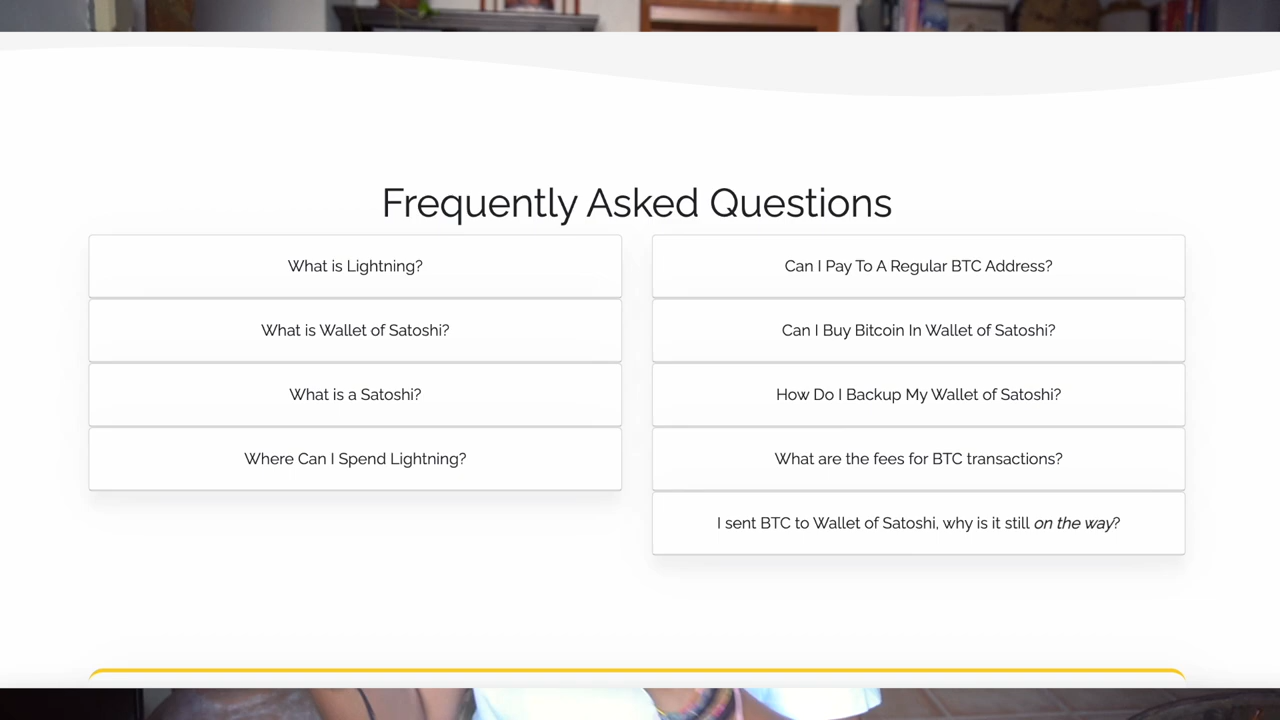 Frequently Asked Questions
What is Lightning?
What is Wallet of Satoshi?
What is a Satoshi?
Where Can I Spend Lightning?
Can I Pay To A Regular BTC Address?
Can I Buy Bitcoin In Wallet of Satoshi?
How Do I Backup My Wallet of Satoshi?
What are the fees for BTC transactions?
I sent BTC to Wallet of Satoshi, why is it still on the way?